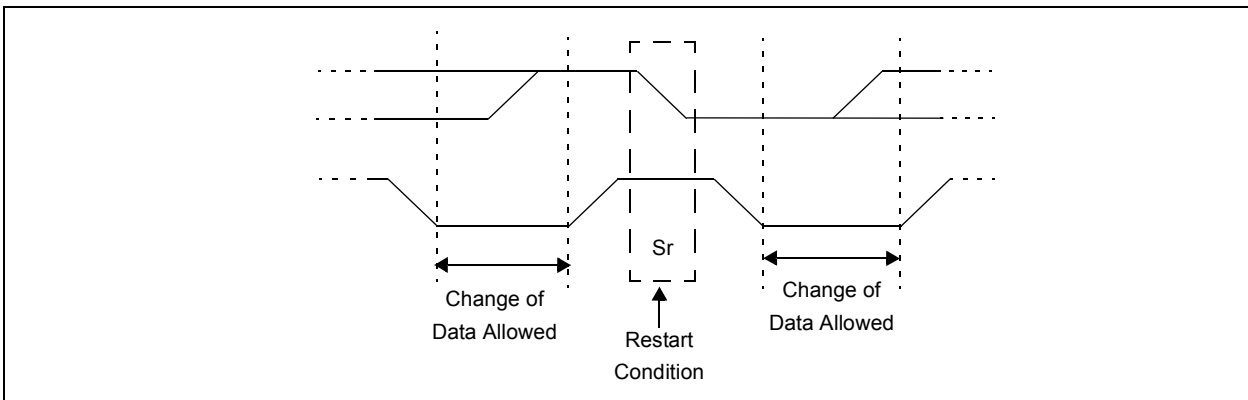 Sr
Change of
Data Allowed
Restart
Condition
Change of
Data Allowed